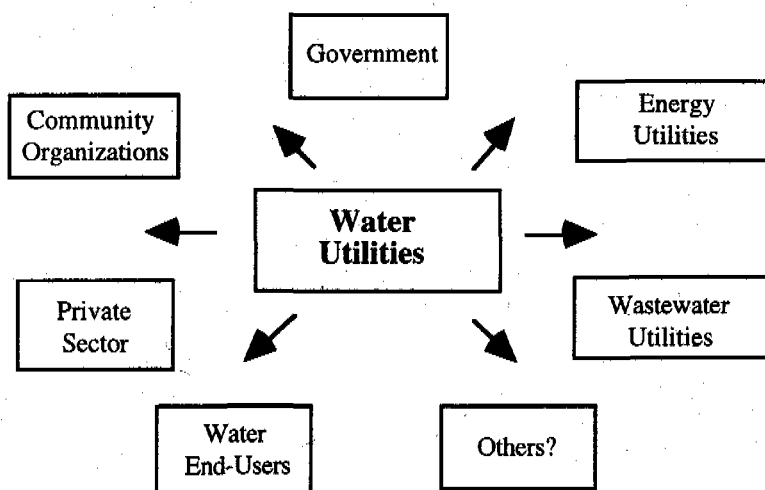 Government
Energy
Utilities
Community
Organizations
Water
Utilities
Private
Sector
Wastewater
Utilities
Water
End-Users
Others?